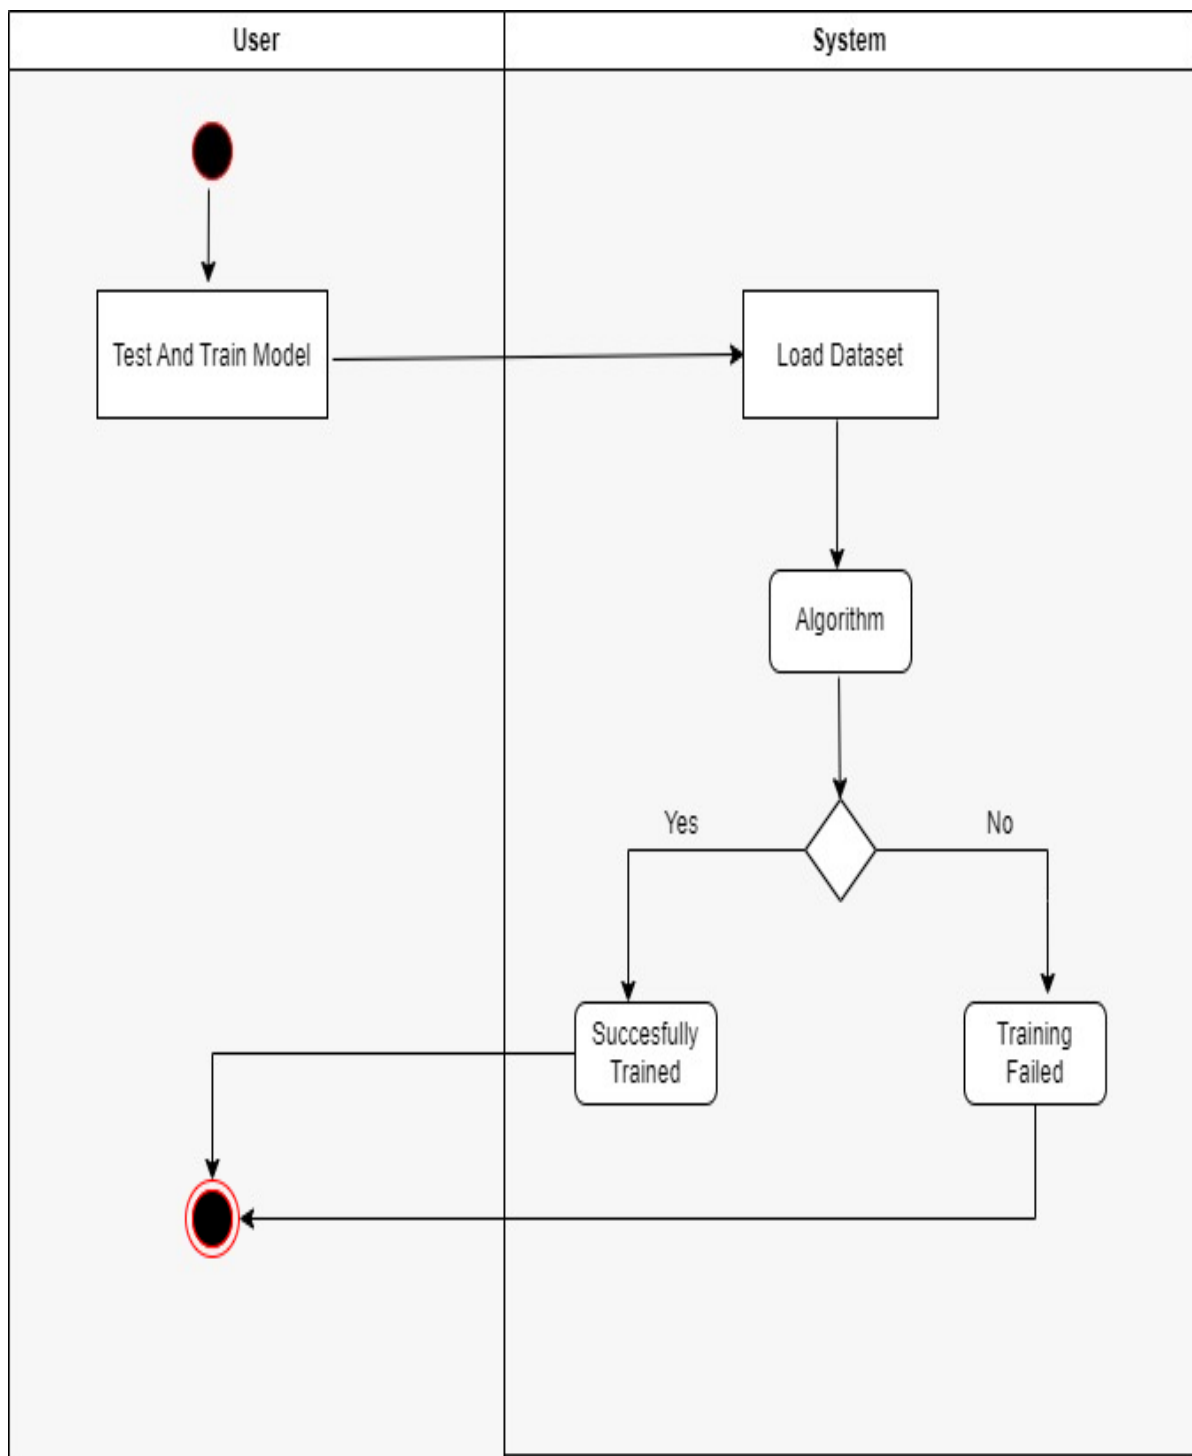 User
System
Test And Train Model
Load Dataset
Algorithm
Yes
No
Succesfully
Trained
Training
Failed